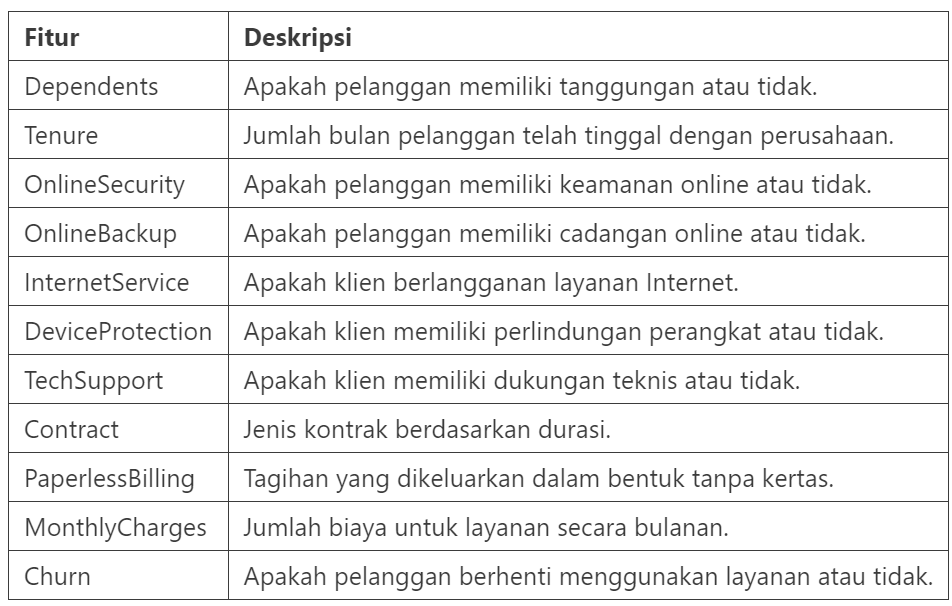 Fitur Deskripsi
Dependents Apakah pelanggan memiliki tanggungan atau tidak.
Tenure Jumlah bulan pelanggan telah tinggal dengan perusahaan.
OnlineSecurity Apakah pelanggan memiliki keamanan online atau tidak.
OnlineBackup Apakah pelanggan memiliki cadangan online atau tidak.
InternetService Apakah klien berlangganan layanan Internet.
DeviceProtection Apakah klien memiliki perlindungan perangkat atau tidak.
TechSupport Apakah klien memiliki dukungan teknis atau tidak.
Contract Jenis kontrak berdasarkan durasi.
PaperlessBilling Tagihan yang dikeluarkan dalam bentuk tanpa kertas.
MonthlyCharges Jumlah biaya untuk layanan secara bulanan.
Churn Apakah pelanggan berhenti menggunakan layanan atau tidak.